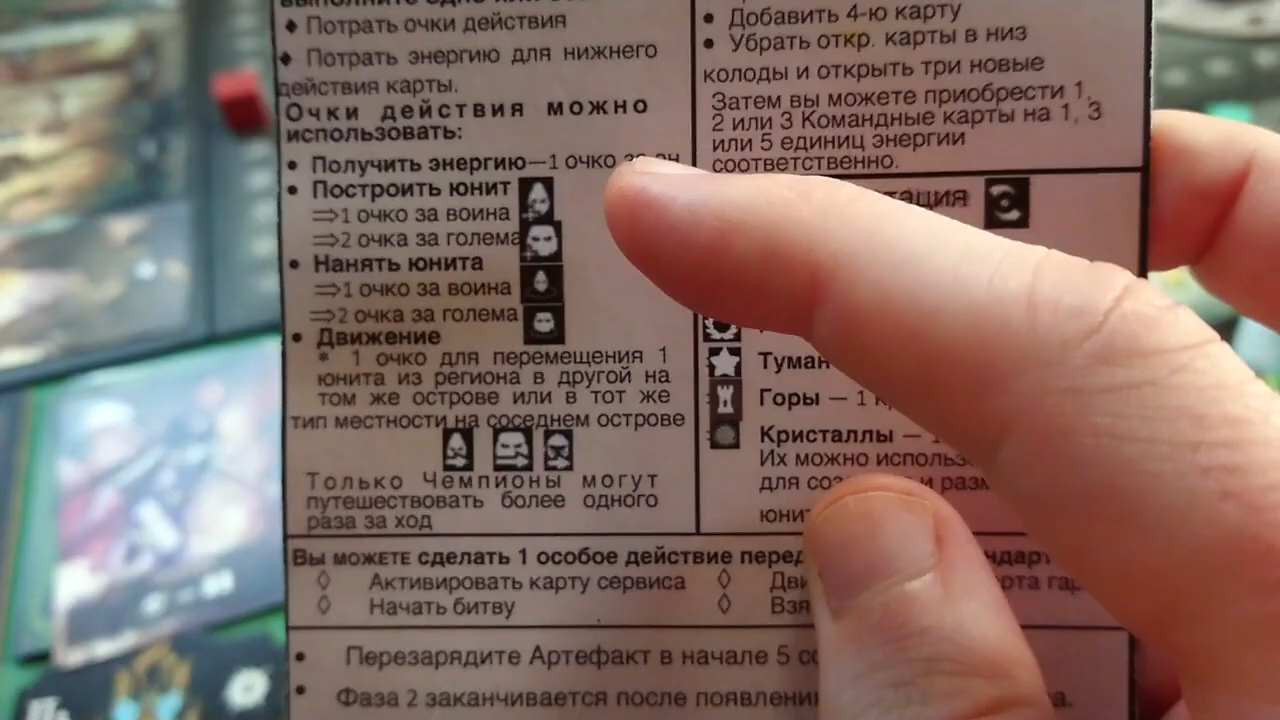 ♦ Потрать очки действия
♦ Потрать энергию для нижнего
действия карты.
Очки действия можно
использовать:
• Получить энергию—1 очко
• Построить юнит
⇒1 очко за воина
⇒2 очка за голема
• Нанять юнита
⇒1 очко за воина
⇒2 очка за голема
• Движение
* 1 очко для перемещения 1
юнита из региона в другой на
том же острове или в тот же
тип местности на соседнем острове
Только Чемпионы могут
путешествовать более одного
раза за ход
• Добавить 4-ю карту
• Убрать откр. карты в низ
колоды и открыть три новые
Затем вы можете приобрести 1,
2 или 3 Командные карты на 1, 3
или 5 единиц энергии
соответственно.
Туман
Горы — 1
Кристаллы —
Их можно
для
Вы можете сделать 1 особое действие перед
◊ Активировать карту сервиса
◊ Начать битву
• Перезарядите Артефакт в начале 5
• Фаза 2 заканчивается после появления